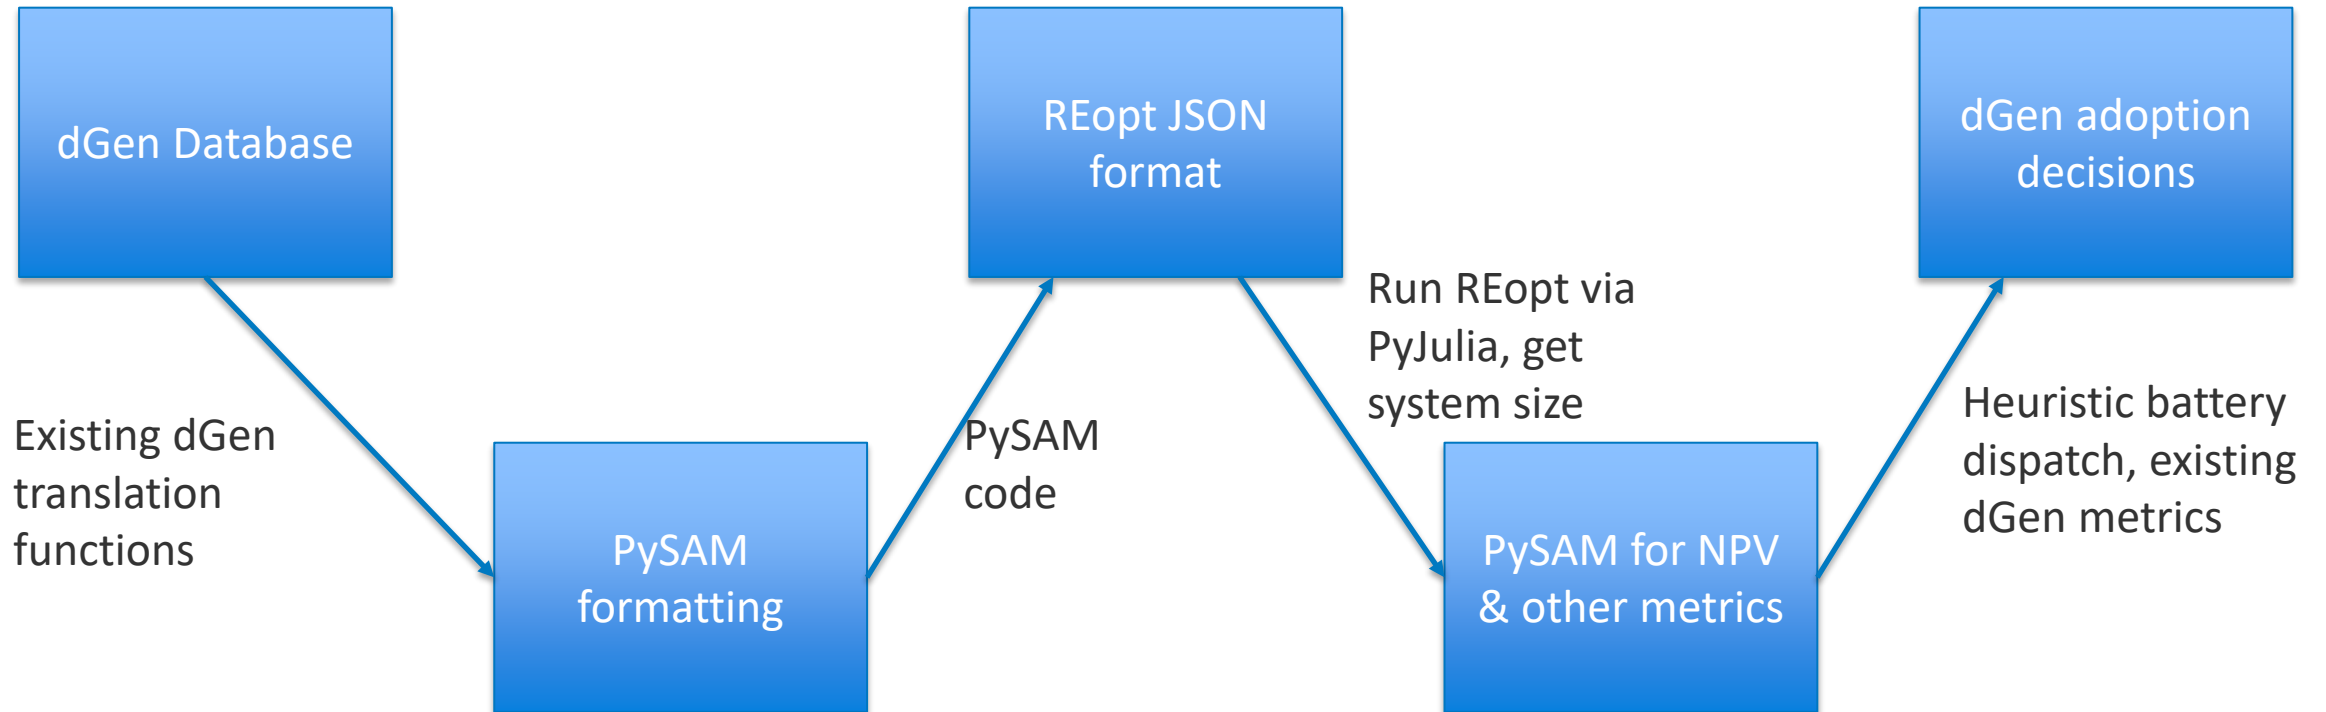 dGen Database
Existing dGen
translation
functions
PySAM
formatting
PySAM
code
REopt JSON
format
Run REopt via
PyJulia, get
system size
PySAM for NPV
& other metrics
Heuristic battery
dispatch, existing
dGen metrics
dGen adoption
decisions